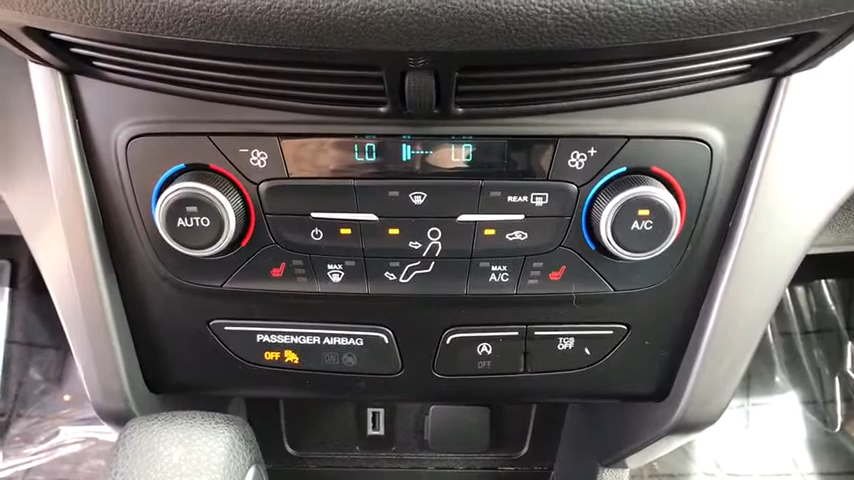 LO LO
REAR
AUTO
A/C
MAX
MAX
A/C
PASSENGER AIRBAG
OFF ON
A
OFF
TCS
OFF